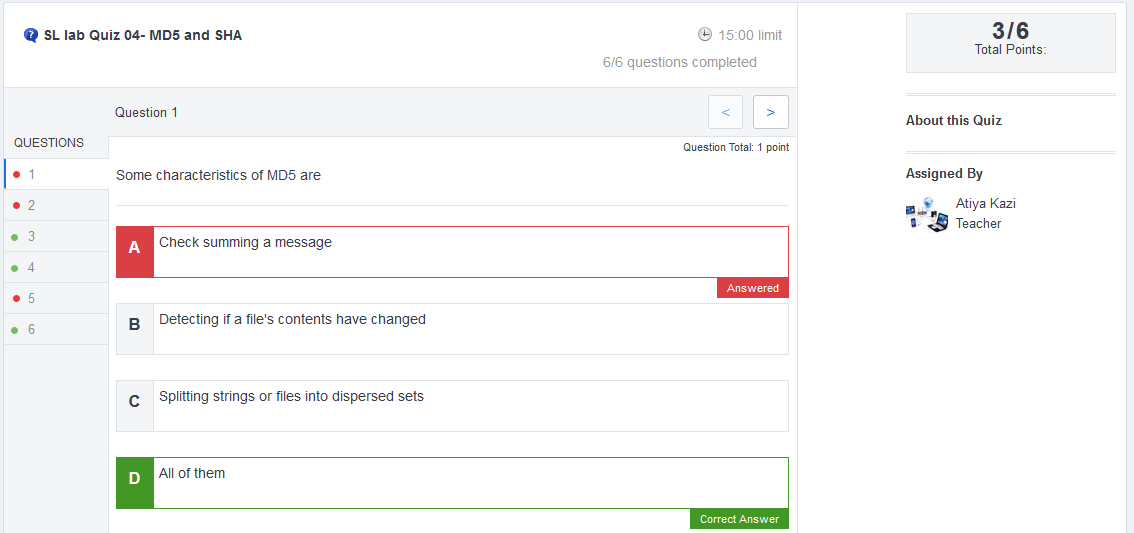 SL lab Quiz 04- MD5 and SHA
15:00 limit
6/6 questions completed
3/6
Total Points:
About this Quiz
Assigned By
Atiya Kazi
Teacher
QUESTIONS
1
2
3
4
5
6
Question 1
<
>
Question Total: 1 point
Some characteristics of MD5 are
A
Check summing a message
Answered
B
Detecting if a file's contents have changed
C
Splitting strings or files into dispersed sets
D
All of them
Correct Answer